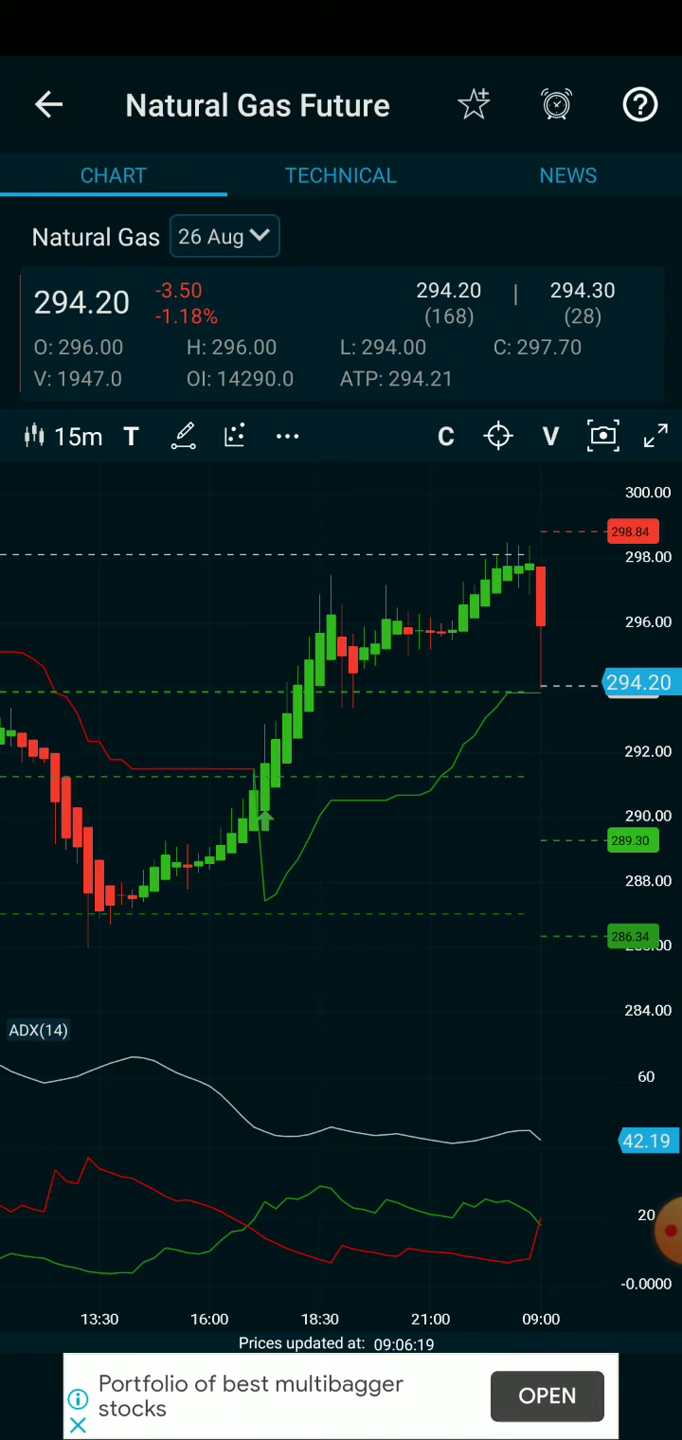 Natural Gas Future
CHART TECHNICAL NEWS
Natural Gas 26 Aug
294.20 -3.50 294.20 | 294.30
-1.18% (168) (28)
O: 296.00 H: 296.00 L: 294.00 C: 297.70
V: 1947.0 OI: 14290.0 ATP: 294.21
15m T C V
300.00
298.84
298.00
296.00
294.20
292.00
290.00
289.30
288.00
286.34
284.00
ADX(14)
60
42.19
20
-0.0000
13:30 16:00 18:30 21:00 09:00
Prices updated at: 09:06:19
Portfolio of best multibagger
stocks
OPEN